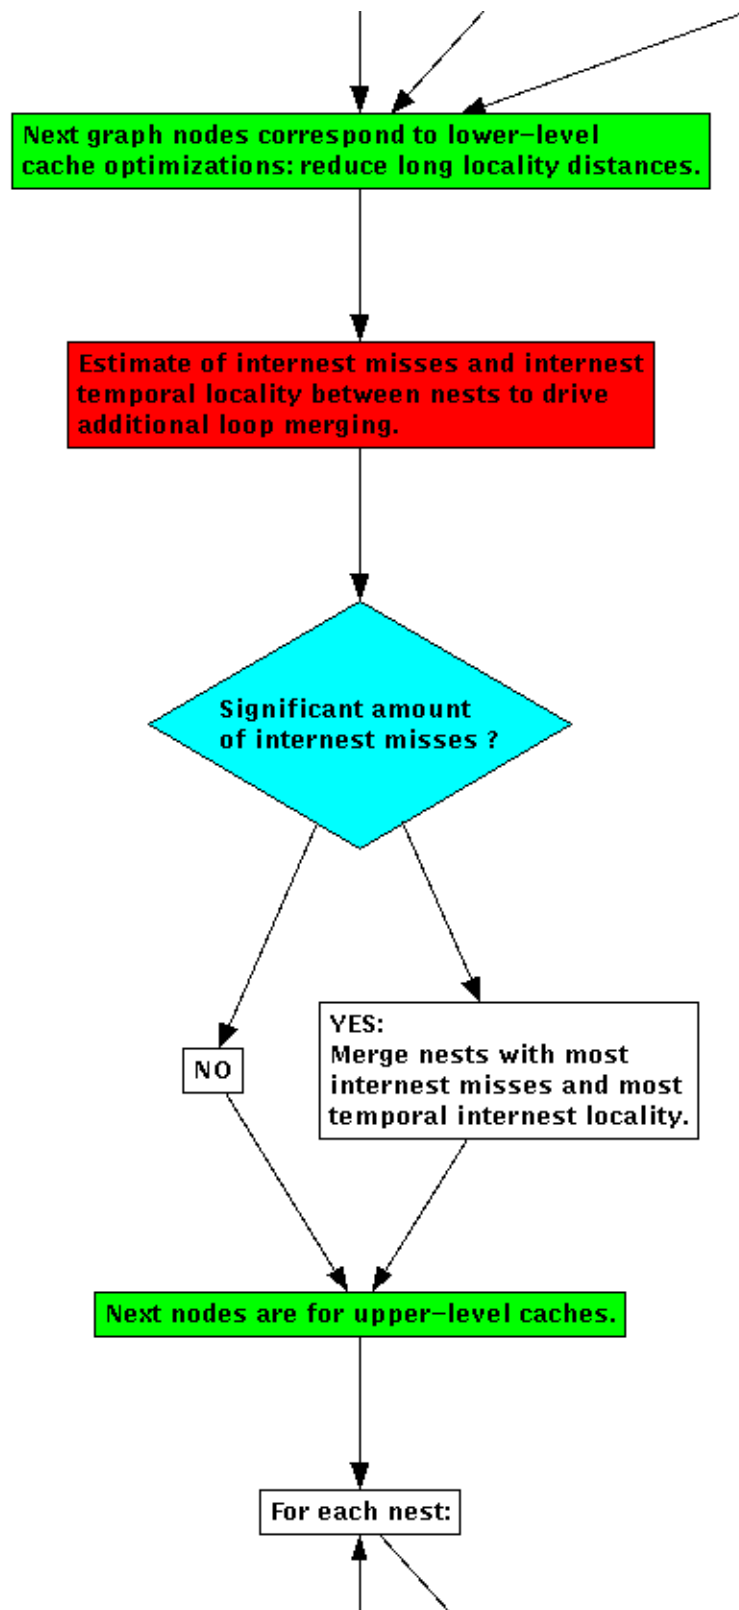 Next graph nodes correspond to lower-level
cache optimizations: reduce long locality distances.
Estimate of internest misses and internest
temporal locality between nests to drive
additional loop merging.
Significant amount
of internest misses ?
NO
YES:
Merge nests with most
internest misses and most
temporal internest locality.
Next nodes are for upper-level caches.
For each nest: